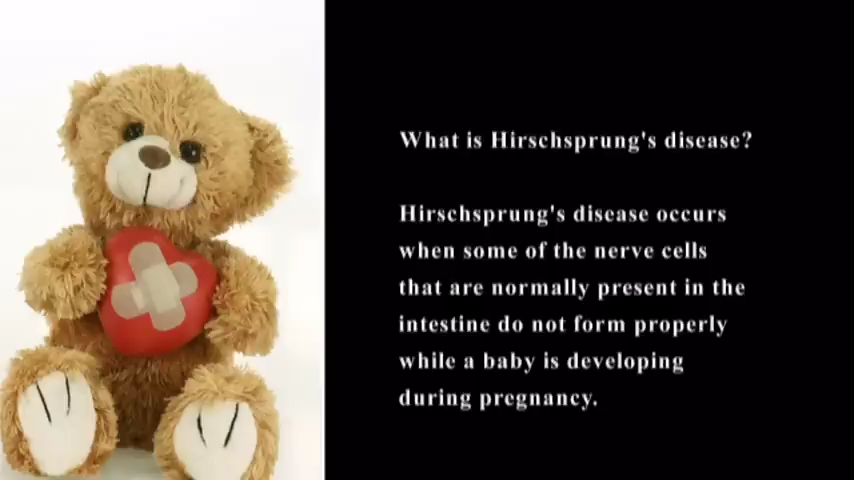 What is Hirschsprung's disease?
Hirschsprung's disease occurs
when some of the nerve cells
that are normally present in the
intestine do not form properly
while a baby is developing
during pregnancy.